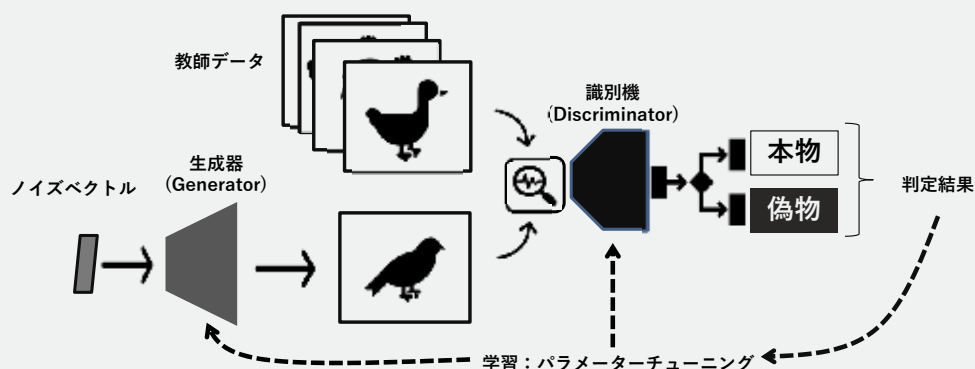 教師データ
識別機
(Discriminator)
生成器
(Generator)
ノイズベクトル
本物
偽物
判定結果
学習：パラメーターチューニング